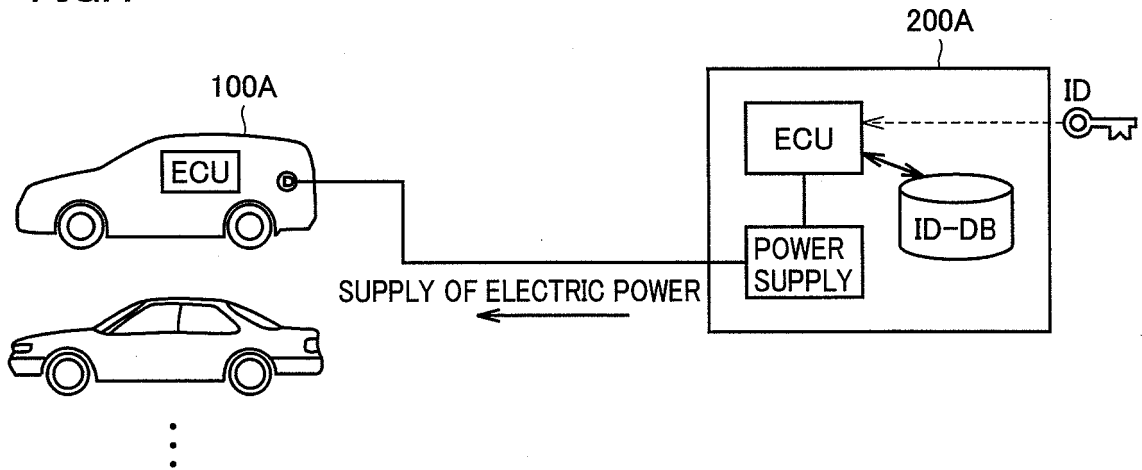 200A
100A
ID
ECU
ECU
ID-DB
POWER
SUPPLY
SUPPLY OF ELECTRIC POWER